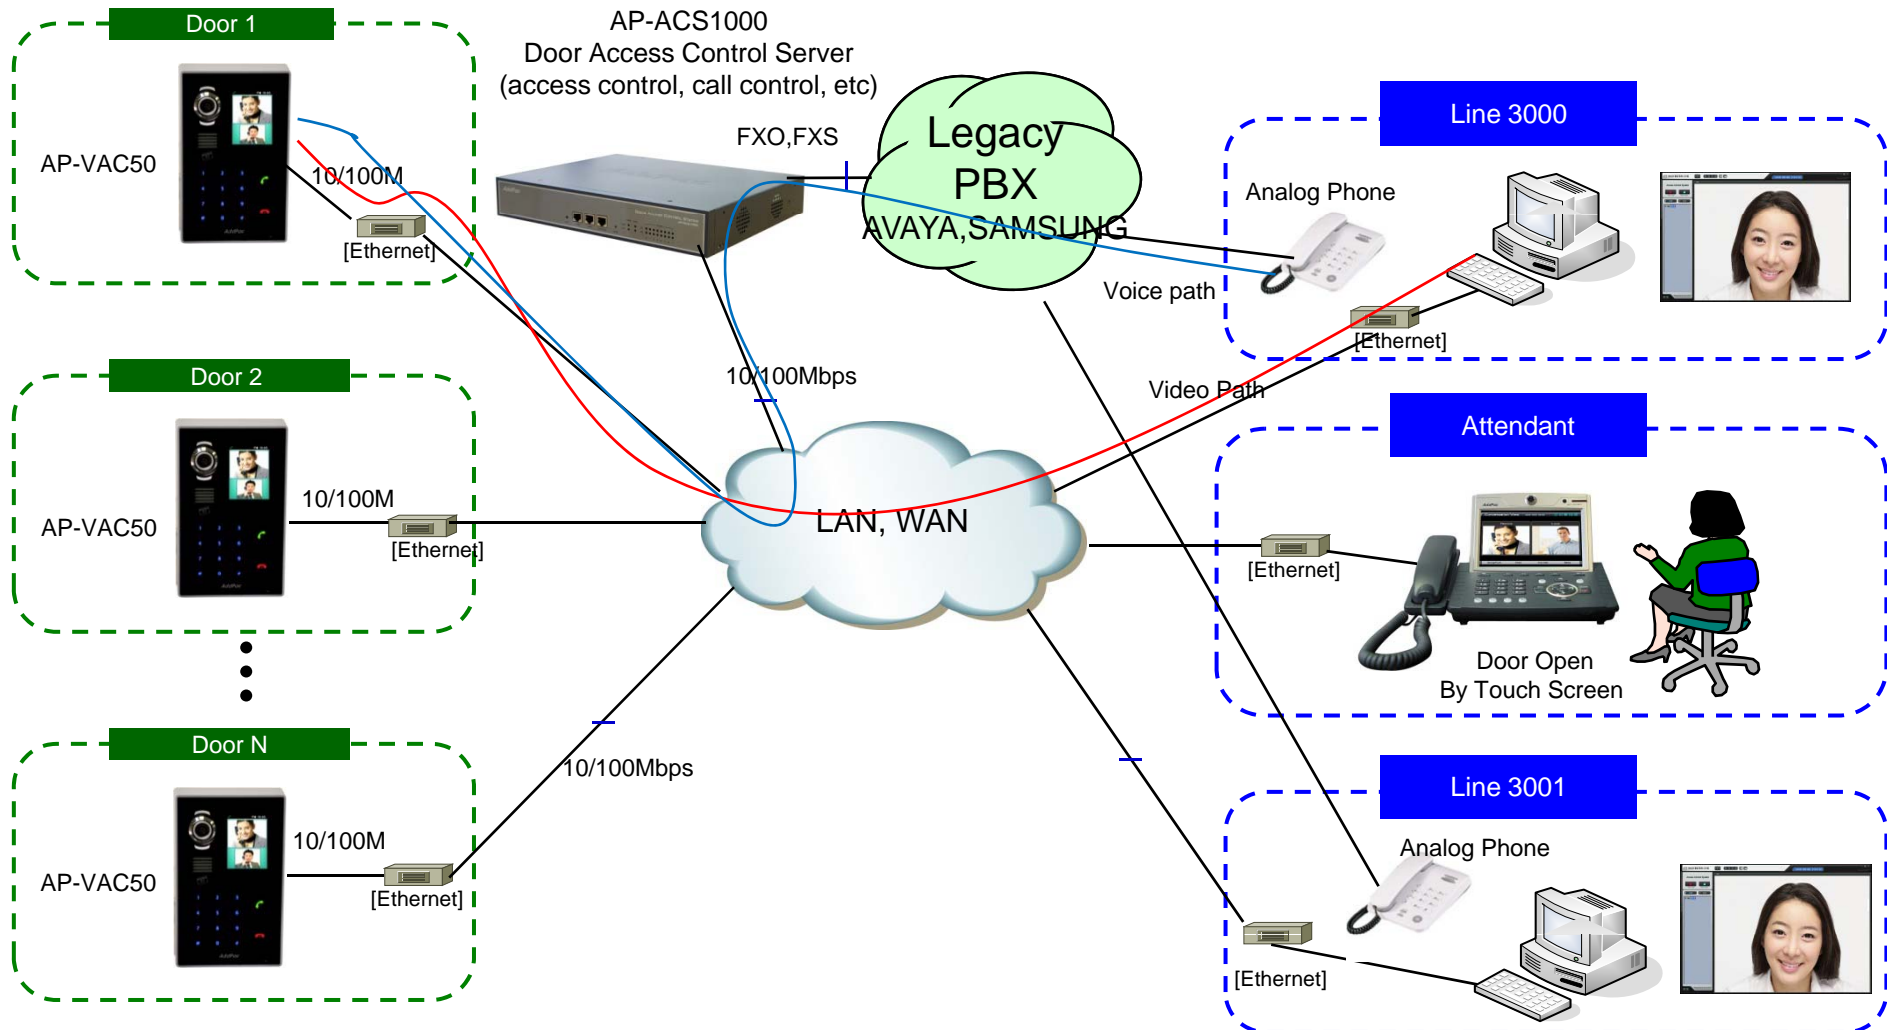 Door 1
AP-VAC50
10/100M
[Ethernet]
AP-ACS1000
Door Access Control Server
(access control, call control, etc)
FXO,FXS
Legacy
PBX
AVAYA,SAMSUNG
Line 3000
Analog Phone
Voice path
[Ethernet]
Video Path
10/100Mbps
Door 2
AP-VAC50
10/100M
[Ethernet]
LAN, WAN
Attendant
[Ethernet]
Door Open
By Touch Screen
Door N
AP-VAC50
10/100M
[Ethernet]
10/100Mbps
Line 3001
Analog Phone
[Ethernet]